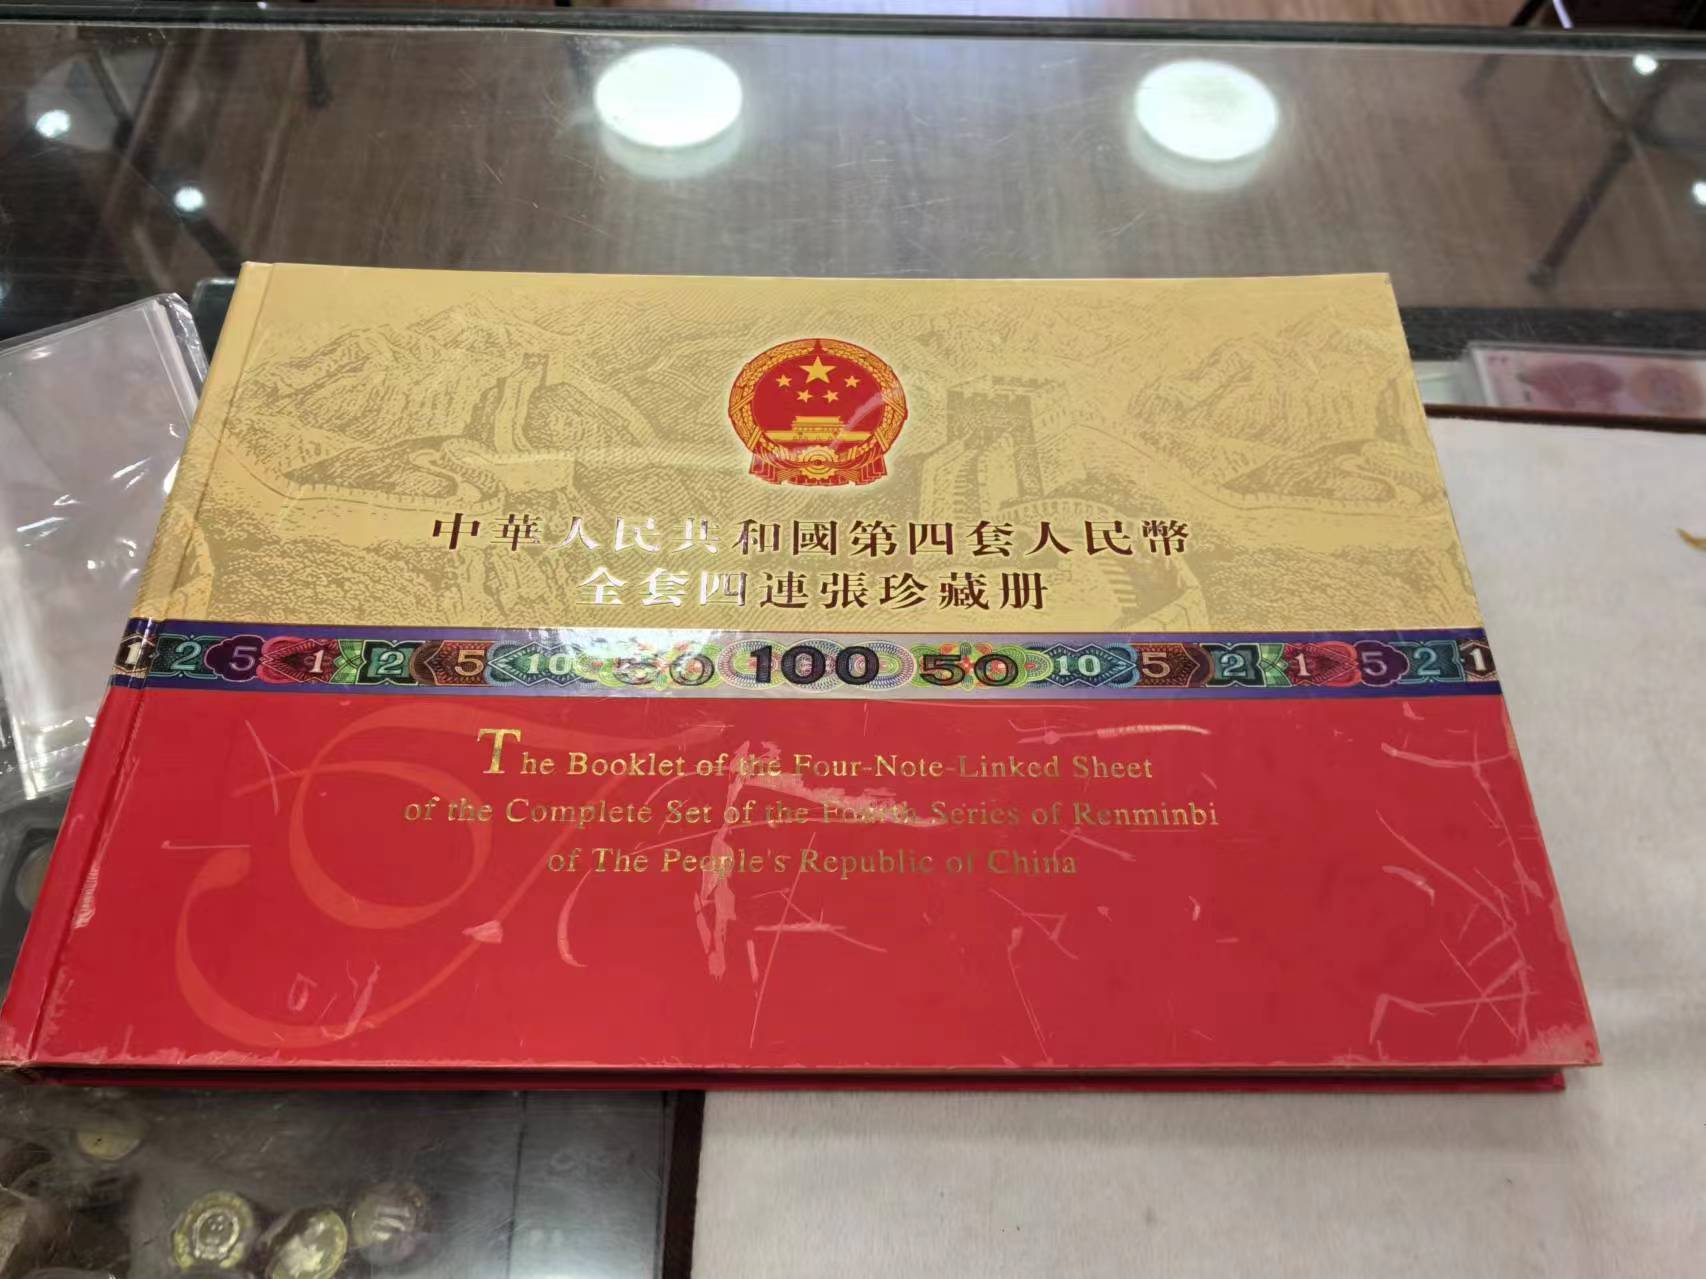 中華人民共和國第四套人民幣
全套四連張珍藏册
1 2 5 1 2 5 10 50 100 50 10 5 2 1 5 2 1
The Booklet of the Four-Note-Linked Sheet
of the Complete Set of the Fourth Series of Renminbi
of The People's Republic of China